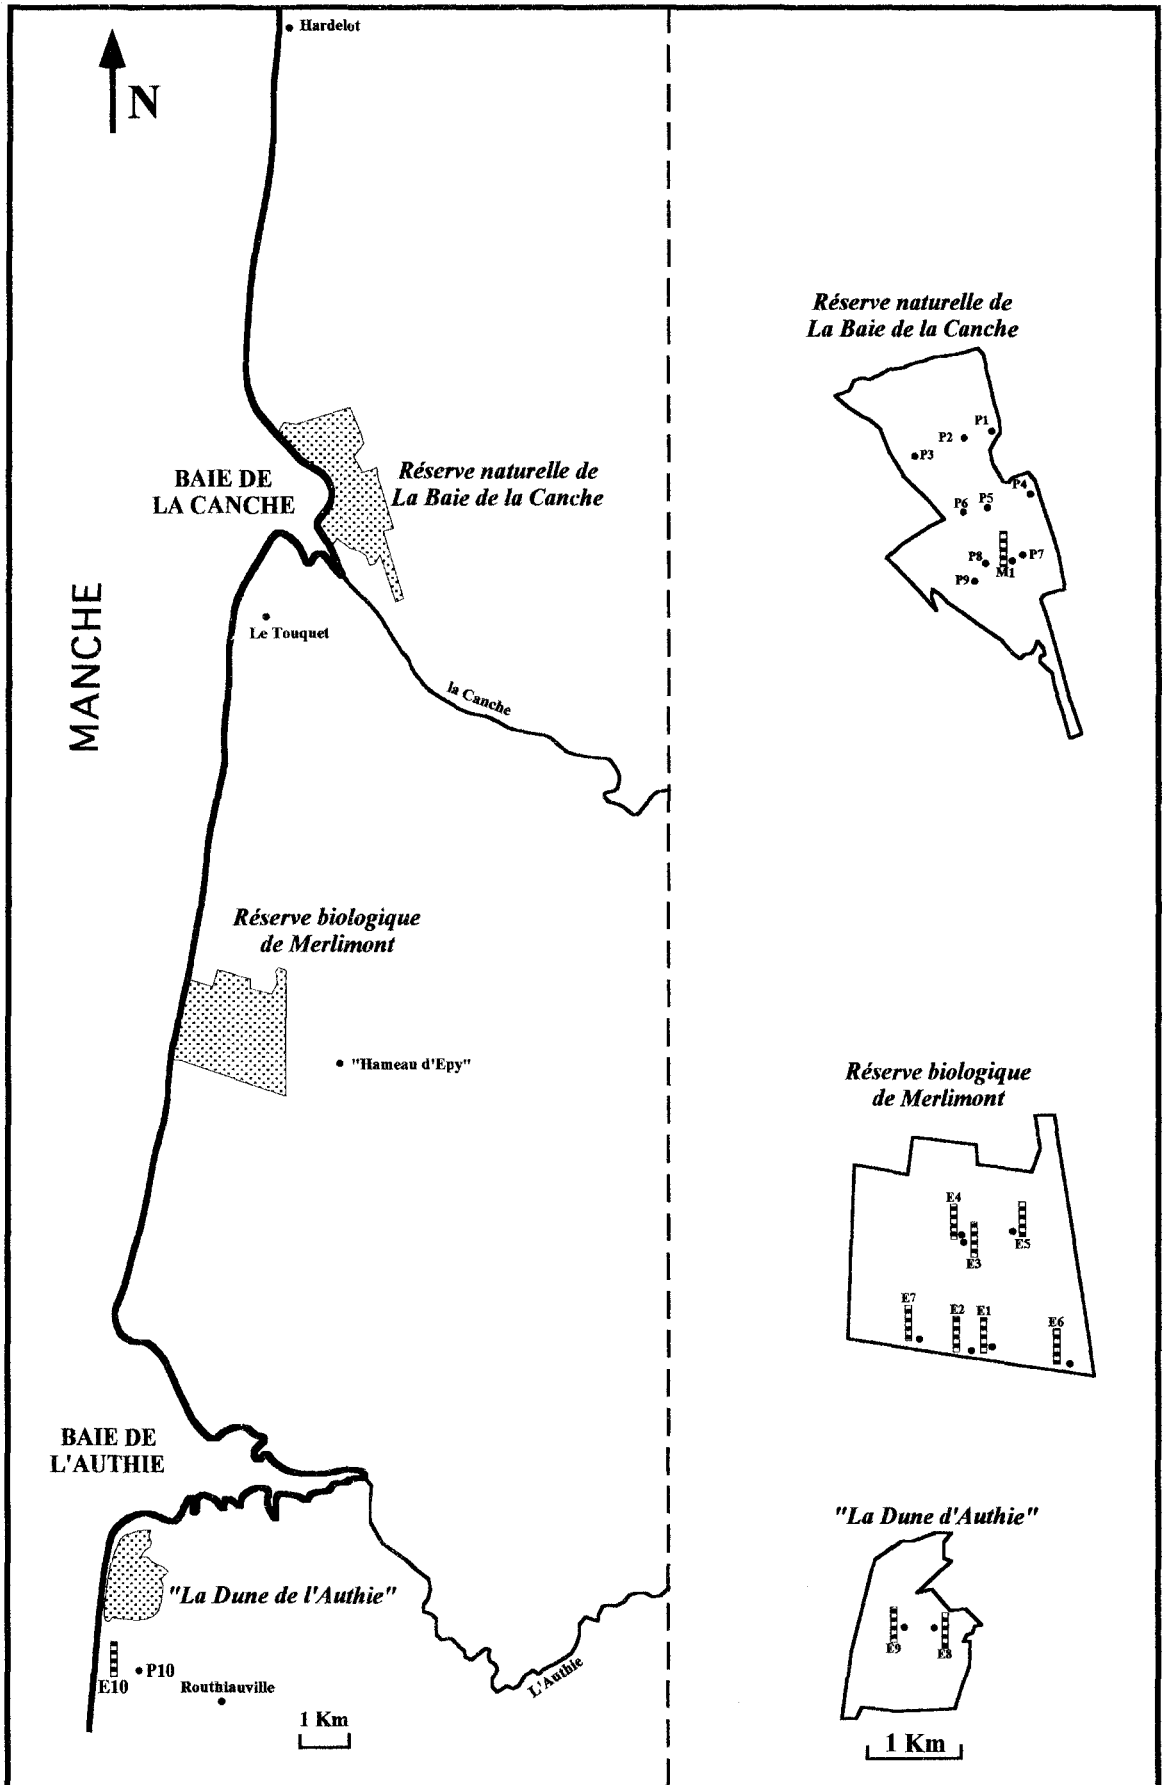 Hardelot
N
BAIE DE
LA CANCHE
Réserve naturelle de
La Baie de la Canche
MANCHE
Le Touquet
la Canche
Réserve biologique
de Merlimont
"Hameau d'Epy"
BAIE DE
L'AUTHIE
"La Dune de l'Authie"
E10
P10
Routhiauville
L'Authie
1 Km
Réserve naturelle de
La Baie de la Canche
P1
P2
P3
P4
P5
P6
P7
P8
M1
P9
Réserve biologique
de Merlimont
E4
E5
E3
E7
E2
E1
E6
"La Dune d'Authie"
E9
E8
1 Km